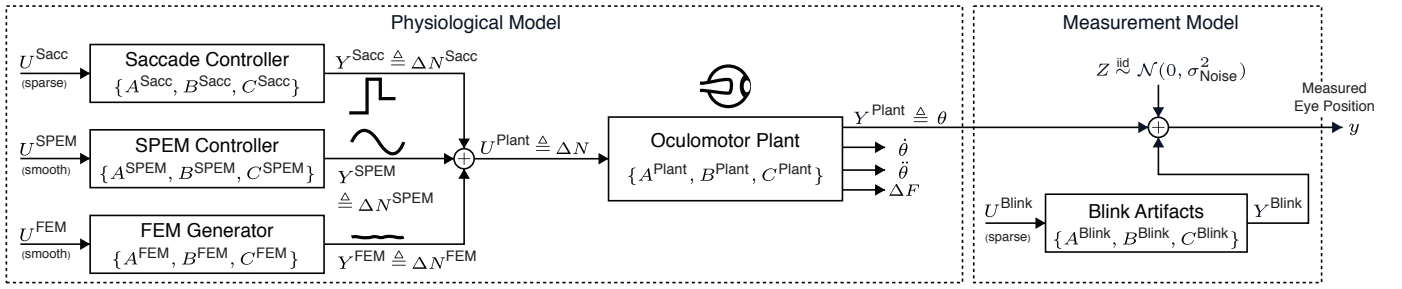 Physiological Model
U^Sacc
(sparse)
Saccade Controller
{A^Sacc, B^Sacc, C^Sacc}
Y^Sacc ≜ ΔN^Sacc
U^SPEM
(smooth)
SPEM Controller
{A^SPEM, B^SPEM, C^SPEM}
Y^SPEM
≜ ΔN^SPEM
U^FEM
(smooth)
FEM Generator
{A^FEM, B^FEM, C^FEM}
Y^FEM ≜ ΔN^FEM
+
U^Plant ≜ ΔN
Oculomotor Plant
{A^Plant, B^Plant, C^Plant}
Y^Plant ≜ θ
θ̇
θ̈
ΔF
Measurement Model
Z iid ~ 𝒩(0, σ²_Noise)
+
Measured
Eye Position
y
U^Blink
(sparse)
Blink Artifacts
{A^Blink, B^Blink, C^Blink}
Y^Blink